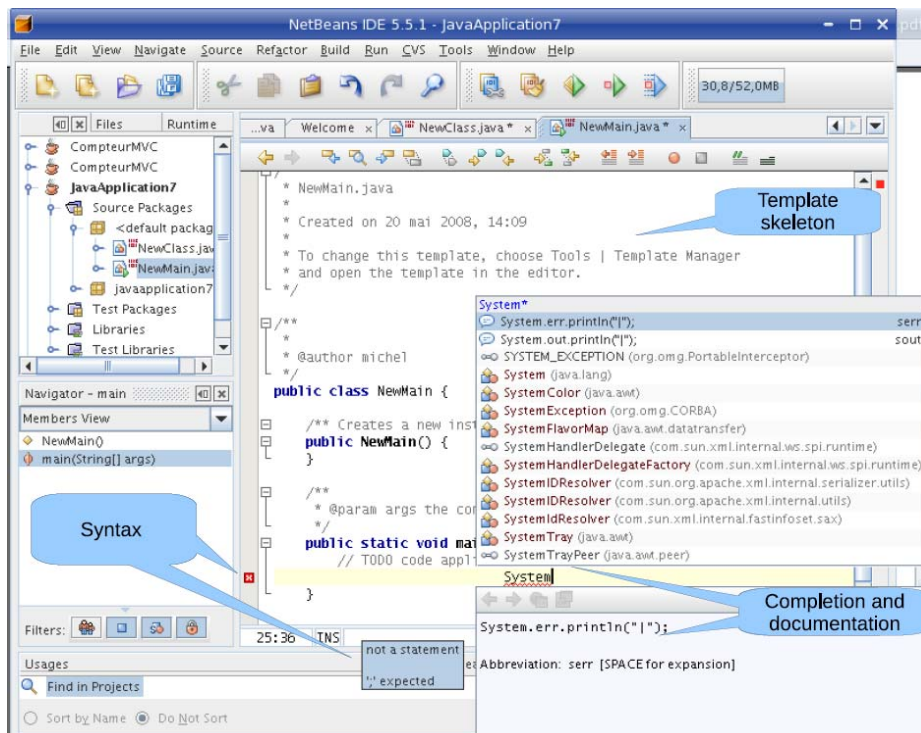 NetBeans IDE 5.5.1 - JavaApplication7
File Edit View Navigate Source Refactor Build Run CVS Tools Window Help
30,8/52,0MB
Files Runtime
...va Welcome x NewClass.java * x NewMain.java * x
CompteurMVC
CompteurMVC
JavaApplication7
Source Packages
<default packag
NewClass.jav
NewMain.java
javaapplication7
Test Packages
Libraries
Test Libraries
Navigator - main
Members View
NewMain()
main(String[] args)
Filters:
/*
* NewMain.java
*
* Created on 20 mai 2008, 14:09
*
* To change this template, choose Tools | Template Manager
* and open the template in the editor.
*/
/**
*
* @author michel
*/
public class NewMain {
/** Creates a new inst
public NewMain() {
}
/**
* @param args the com
*/
public static void mai
// TODO code appli
System
}
25:36 INS
Template
skeleton
System*
System.err.println("|"); serr
System.out.println("|"); sout
SYSTEM_EXCEPTION (org.omg.PortableInterceptor)
System (java.lang)
SystemColor (java.awt)
SystemException (org.omg.CORBA)
SystemFlavorMap (java.awt.datatransfer)
SystemHandlerDelegate (com.sun.xml.internal.ws.spi.runtime)
SystemHandlerDelegateFactory (com.sun.xml.internal.ws.spi.runtime)
SystemIDResolver (com.sun.org.apache.xml.internal.serializer.utils)
SystemIDResolver (com.sun.org.apache.xml.internal.utils)
SystemIdResolver (com.sun.xml.internal.fastinfoset.sax)
SystemTray (java.awt)
SystemTrayPeer (java.awt.peer)
Syntax
Completion and
documentation
System.err.println("|");
Abbreviation: serr [SPACE for expansion]
not a statement
';' expected
Usages
Find in Projects
Sort by Name Do Not Sort